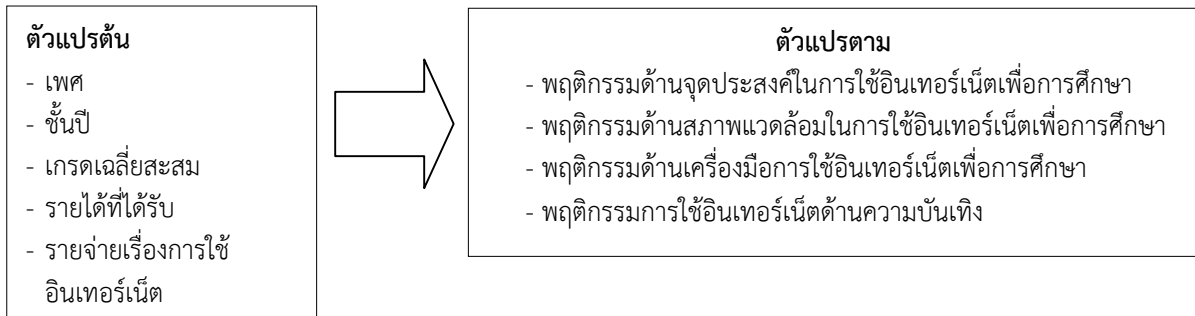 ตัวแปรต้น
- เพศ
- ชั้นปี
- เกรดเฉลี่ยสะสม
- รายได้ที่ได้รับ
- รายจ่ายเรื่องการใช้
อินเทอร์เน็ต
ตัวแปรตาม
- พฤติกรรมด้านจุดประสงค์ในการใช้อินเทอร์เน็ตเพื่อการศึกษา
- พฤติกรรมด้านสภาพแวดล้อมในการใช้อินเทอร์เน็ตเพื่อการศึกษา
- พฤติกรรมด้านเครื่องมือการใช้อินเทอร์เน็ตเพื่อการศึกษา
- พฤติกรรมการใช้อินเทอร์เน็ตด้านความบันเทิง